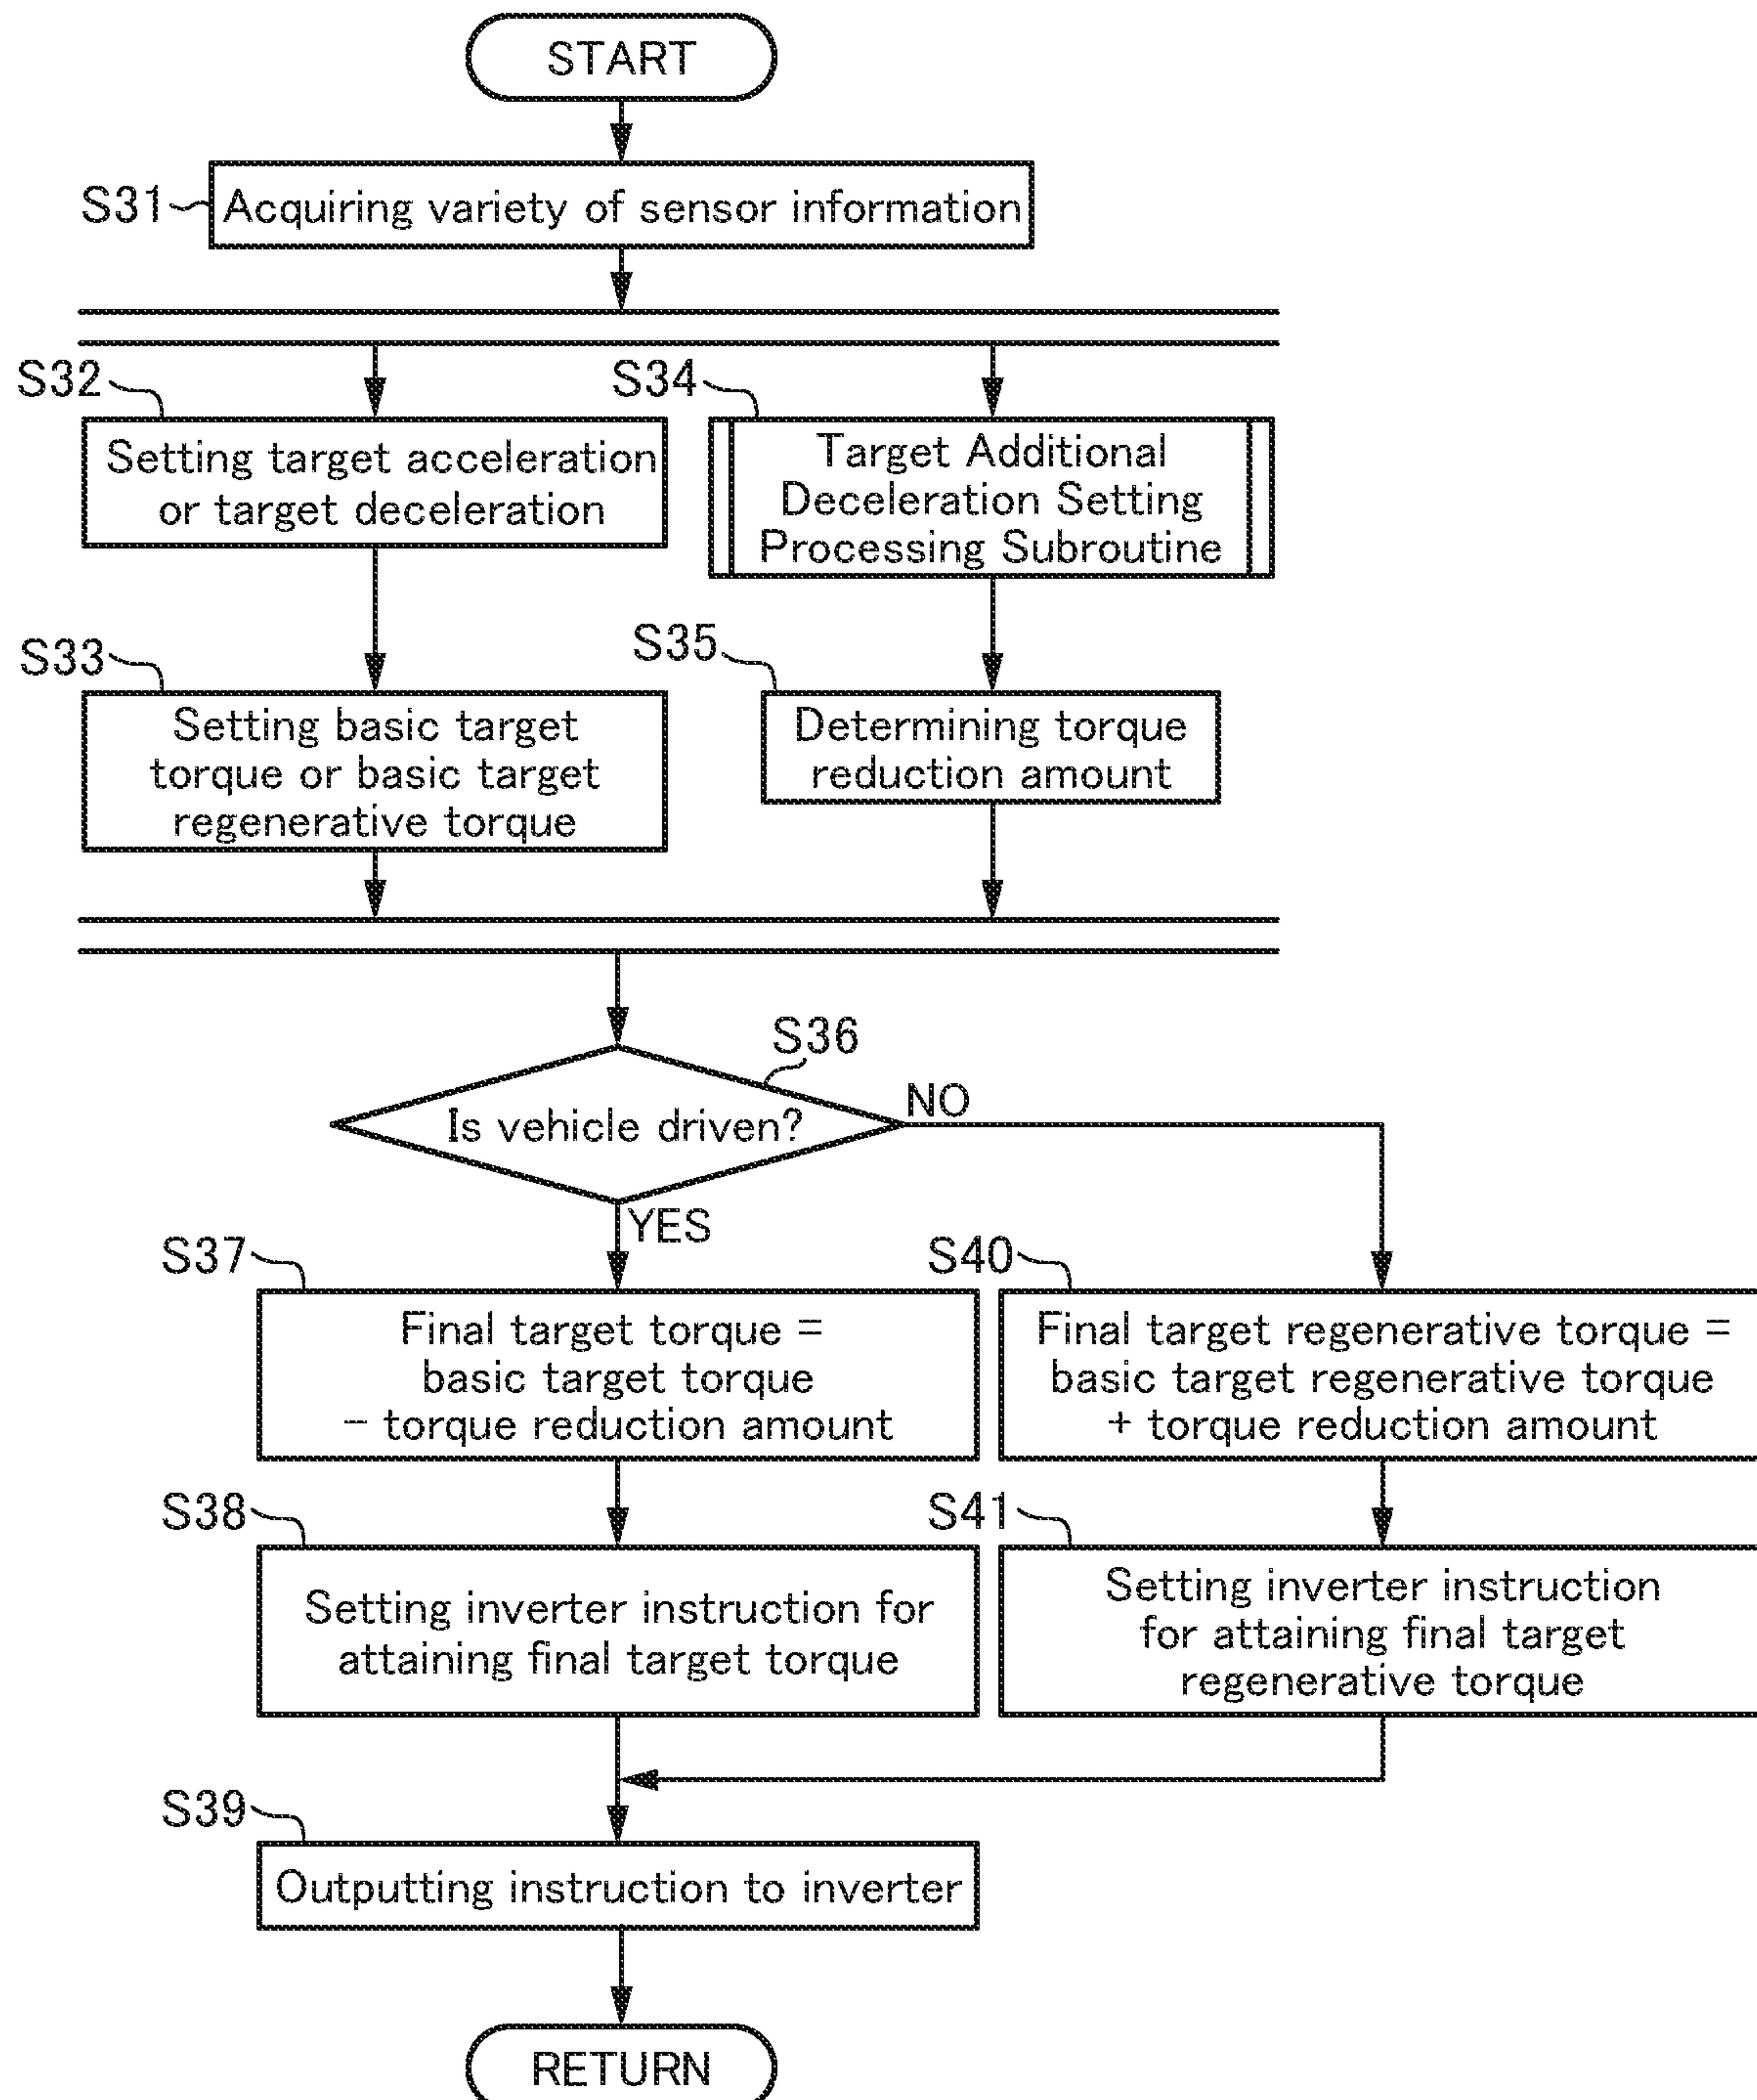 START
S31
Acquiring variety of sensor information
S32
Setting target acceleration
or target deceleration
S34
Target Additional
Deceleration Setting
Processing Subroutine
S33
Setting basic target
torque or basic target
regenerative torque
S35
Determining torque
reduction amount
S36
Is vehicle driven?
NO
YES
S37
Final target torque =
basic target torque
− torque reduction amount
S40
Final target regenerative torque =
basic target regenerative torque
+ torque reduction amount
S38
Setting inverter instruction for
attaining final target torque
S41
Setting inverter instruction
for attaining final target
regenerative torque
S39
Outputting instruction to inverter
RETURN